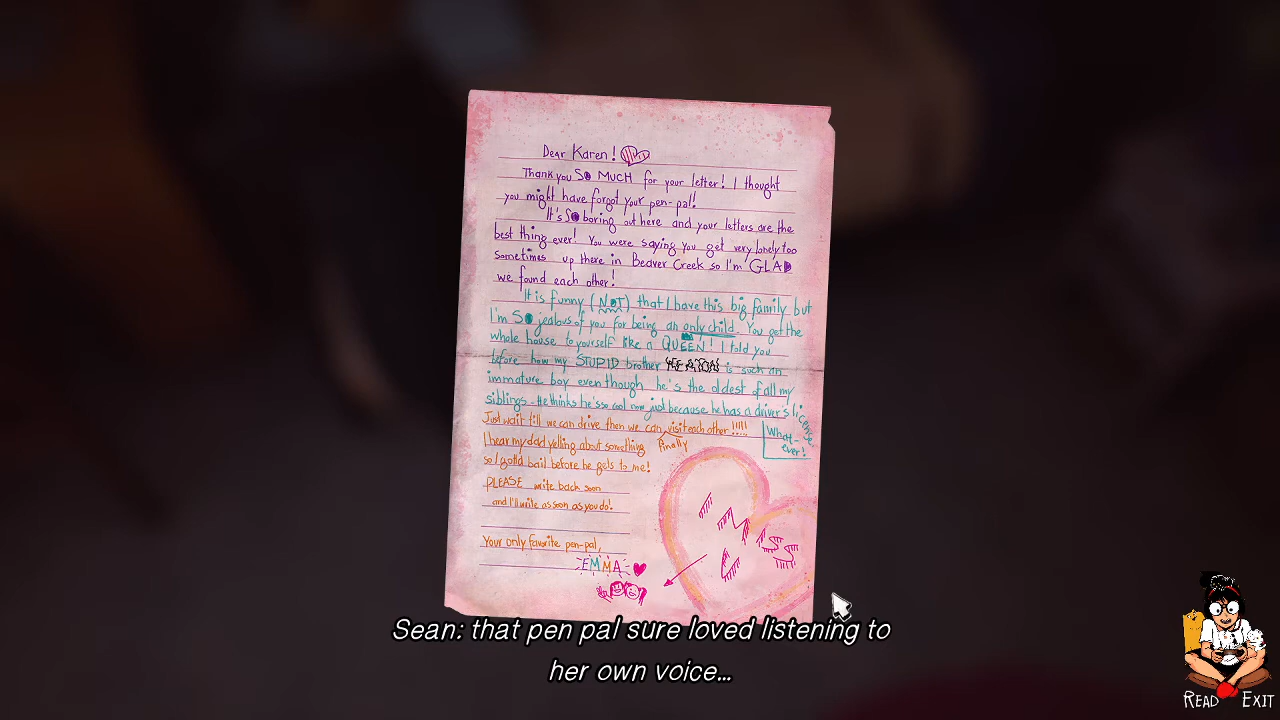 Dear Karen!
Thank you SO MUCH for your letter! I thought
you might have forgot your pen-pal!
It's SO boring out here and your letters are the
best thing ever! You were saying you get very lonely too
sometimes up there in Beaver Creek so I'm GLAD
we found each other!
It is funny (NOT) that I have this big family but
I'm SO jealous of you for being an only child. You get the
whole house to yourself like a QUEEN! I told you
before how my STUPID brother is such an
immature boy even though he's the oldest of all my
siblings. He thinks he's so cool now just because he has a driver's license.
What-
ever!
Just wait till we can drive then we can finally visit each other!!!!!
I hear my dad yelling about something
so I gotta bail before he gets to me!
PLEASE write back soon
and I'll write as soon as you do!
Your only favorite pen-pal,
EMMA
MISS
U
Sean: that pen pal sure loved listening to
her own voice...
READ EXIT